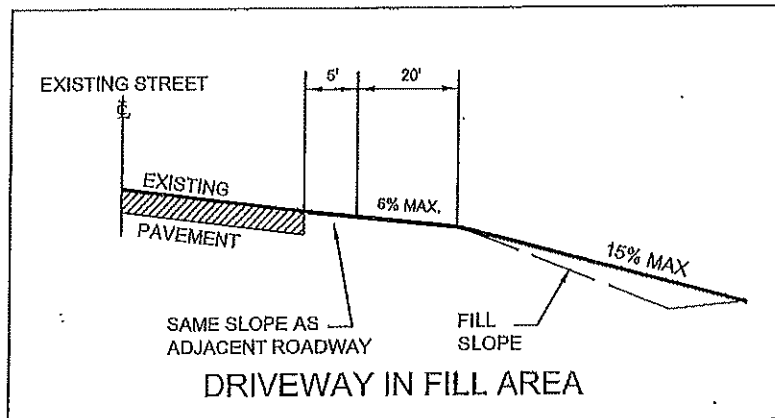 5' 20'
EXISTING STREET
℄
EXISTING
PAVEMENT
6% MAX.
15% MAX
SAME SLOPE AS
ADJACENT ROADWAY
FILL
SLOPE
DRIVEWAY IN FILL AREA